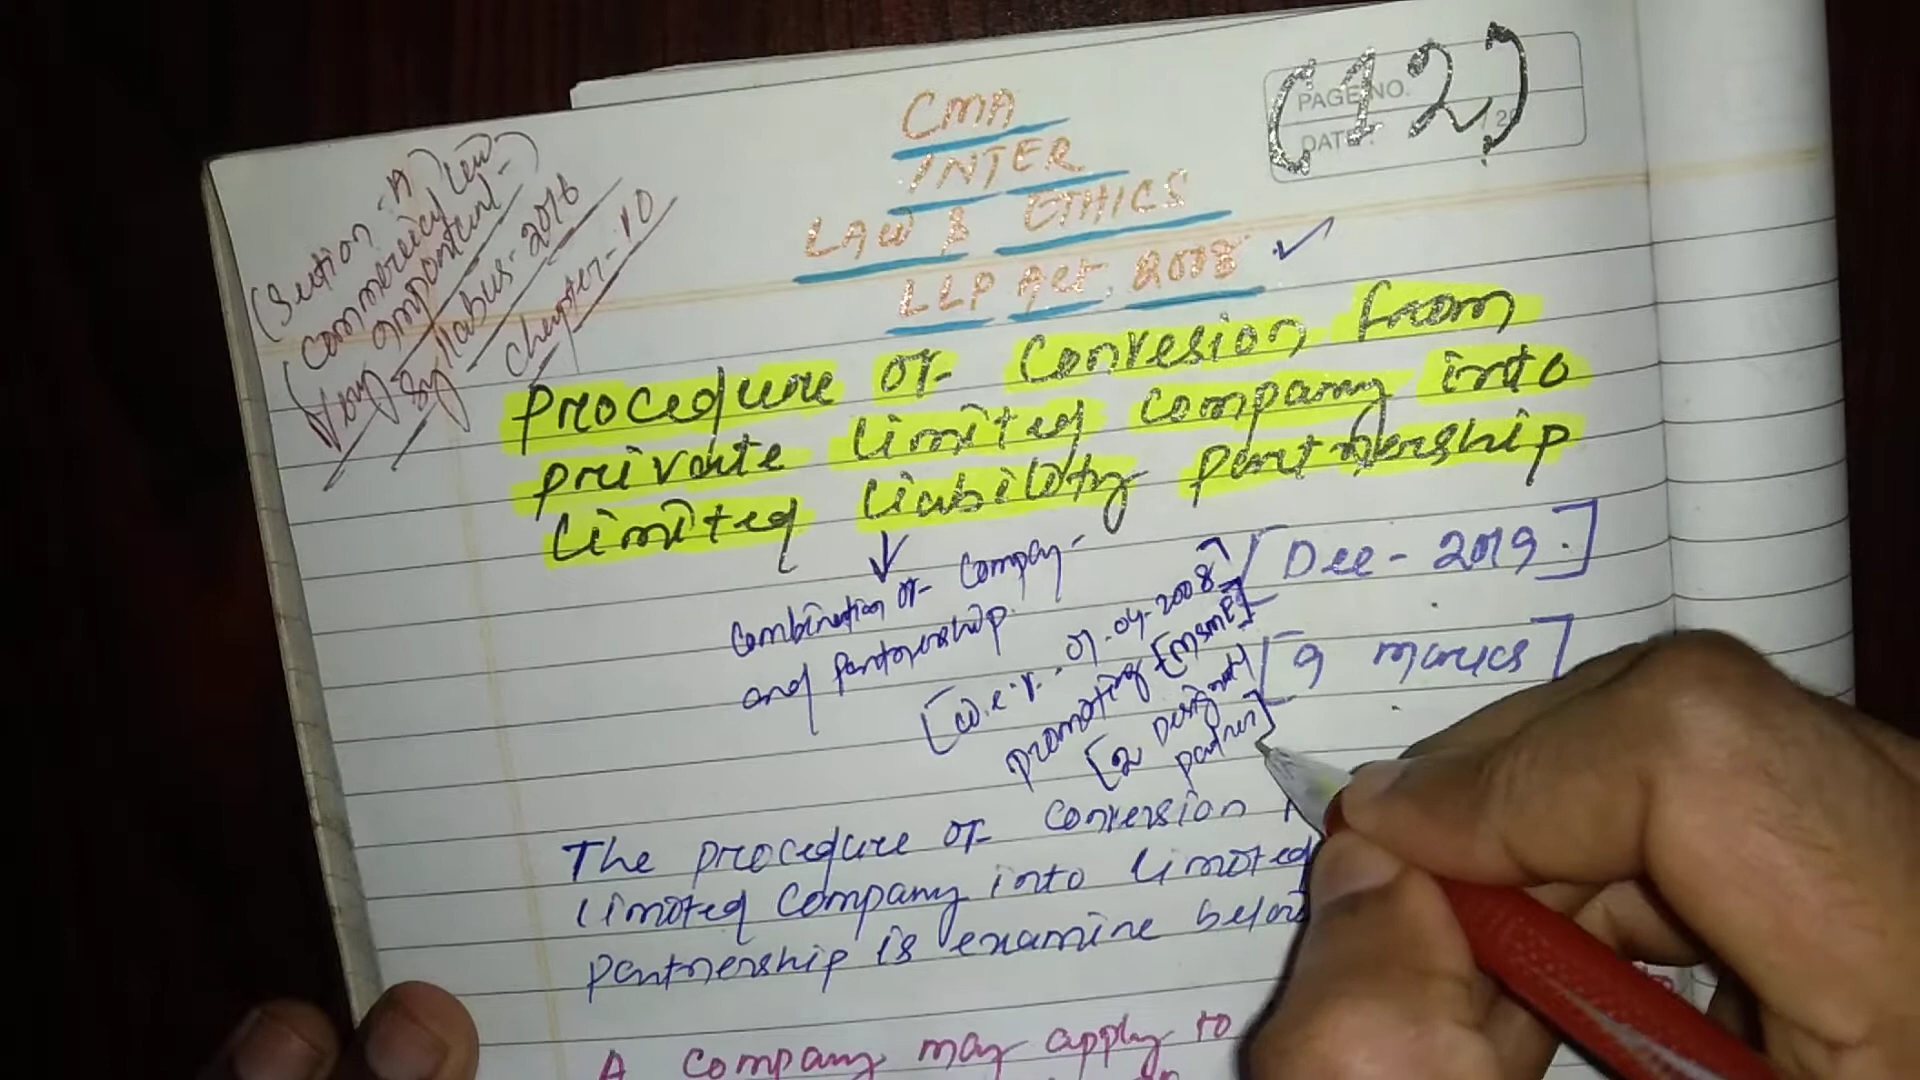 (12)
PAGE NO.
DATE:
CMA
INTER
LAW & ETHICS
LLP Act, 2008
(Section - A)
(commercial Law)
Very important
Syllabus-2016
Chapter-10
Procedure of Convesion from
private limited company into
limited liability partnership
Combination of Company
and partnership
[Dec - 2019]
[9 marks]
[w.e.f. 01-04-2008]
promoting [MSME]
[2 Designated
partner]
The procedure of conversion
limited company into limited
partnership is examine below
A company may apply to